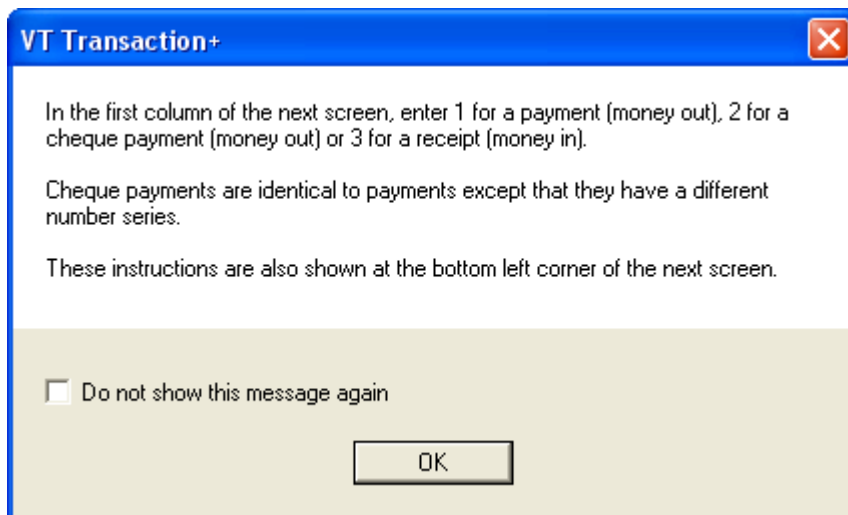 VT Transaction+
In the first column of the next screen, enter 1 for a payment (money out), 2 for a
cheque payment (money out) or 3 for a receipt (money in).
Cheque payments are identical to payments except that they have a different
number series.
These instructions are also shown at the bottom left corner of the next screen.
Do not show this message again
OK